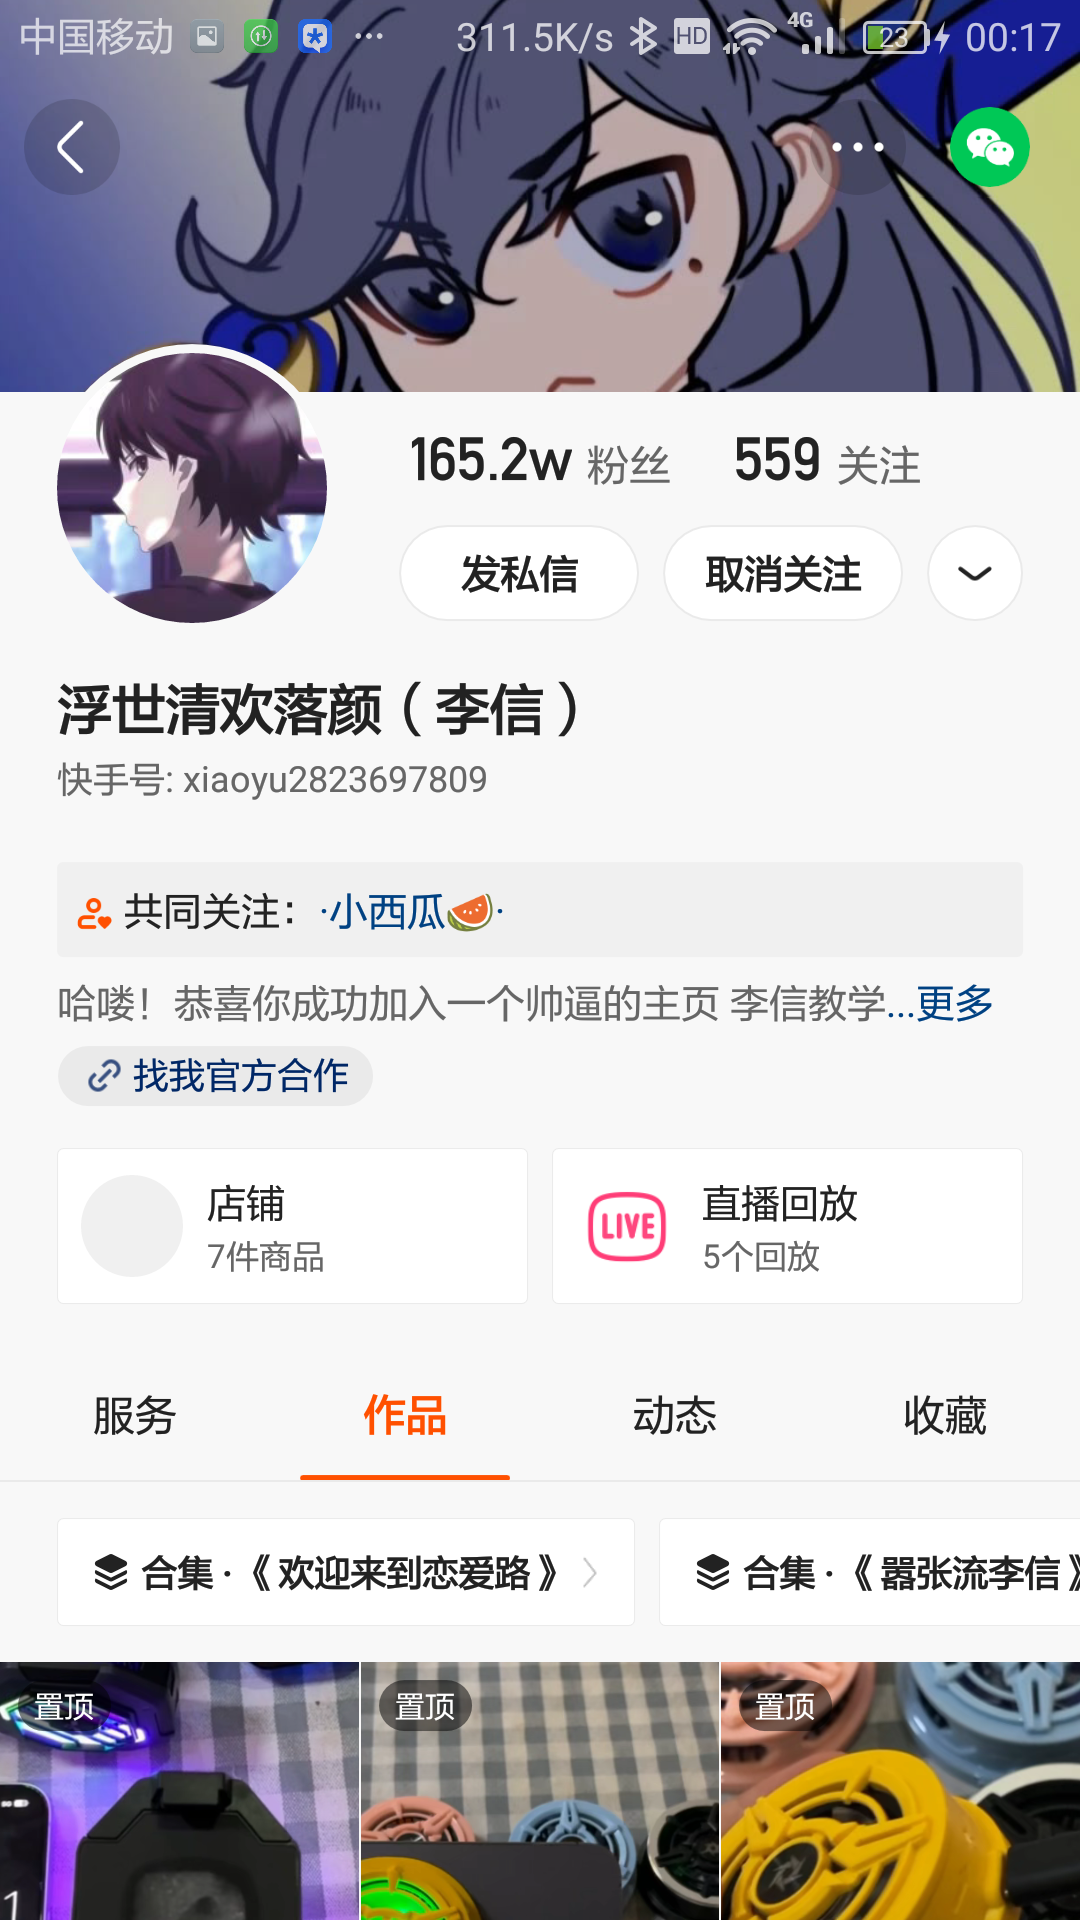 中国移动 311.5K/s HD 4G 23 00:17
165.2w 粉丝 559 关注
发私信 取消关注
浮世清欢落颜（李信）
快手号: xiaoyu2823697809
共同关注： ·小西瓜🍉·
哈喽！恭喜你成功加入一个帅逼的主页 李信教学...更多
找我官方合作
店铺
7件商品
LIVE 直播回放
5个回放
服务 作品 动态 收藏
合集 ·《欢迎来到恋爱路》 合集 ·《嚣张流李信》
置顶 置顶 置顶